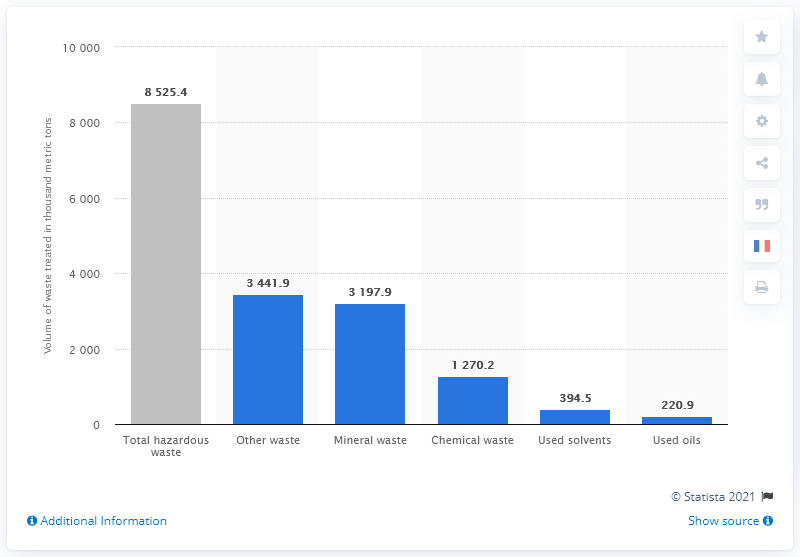 10 000
8 525.4
8 000
6 000
4 000
3 441.9
3 197.9
2 000
1 270.2
394.5
220.9
0
Volume of waste treated in thousand metric tons
Total hazardous
waste
Other waste
Mineral waste
Chemical waste
Used solvents
Used oils
© Statista 2021
Additional Information
Show source